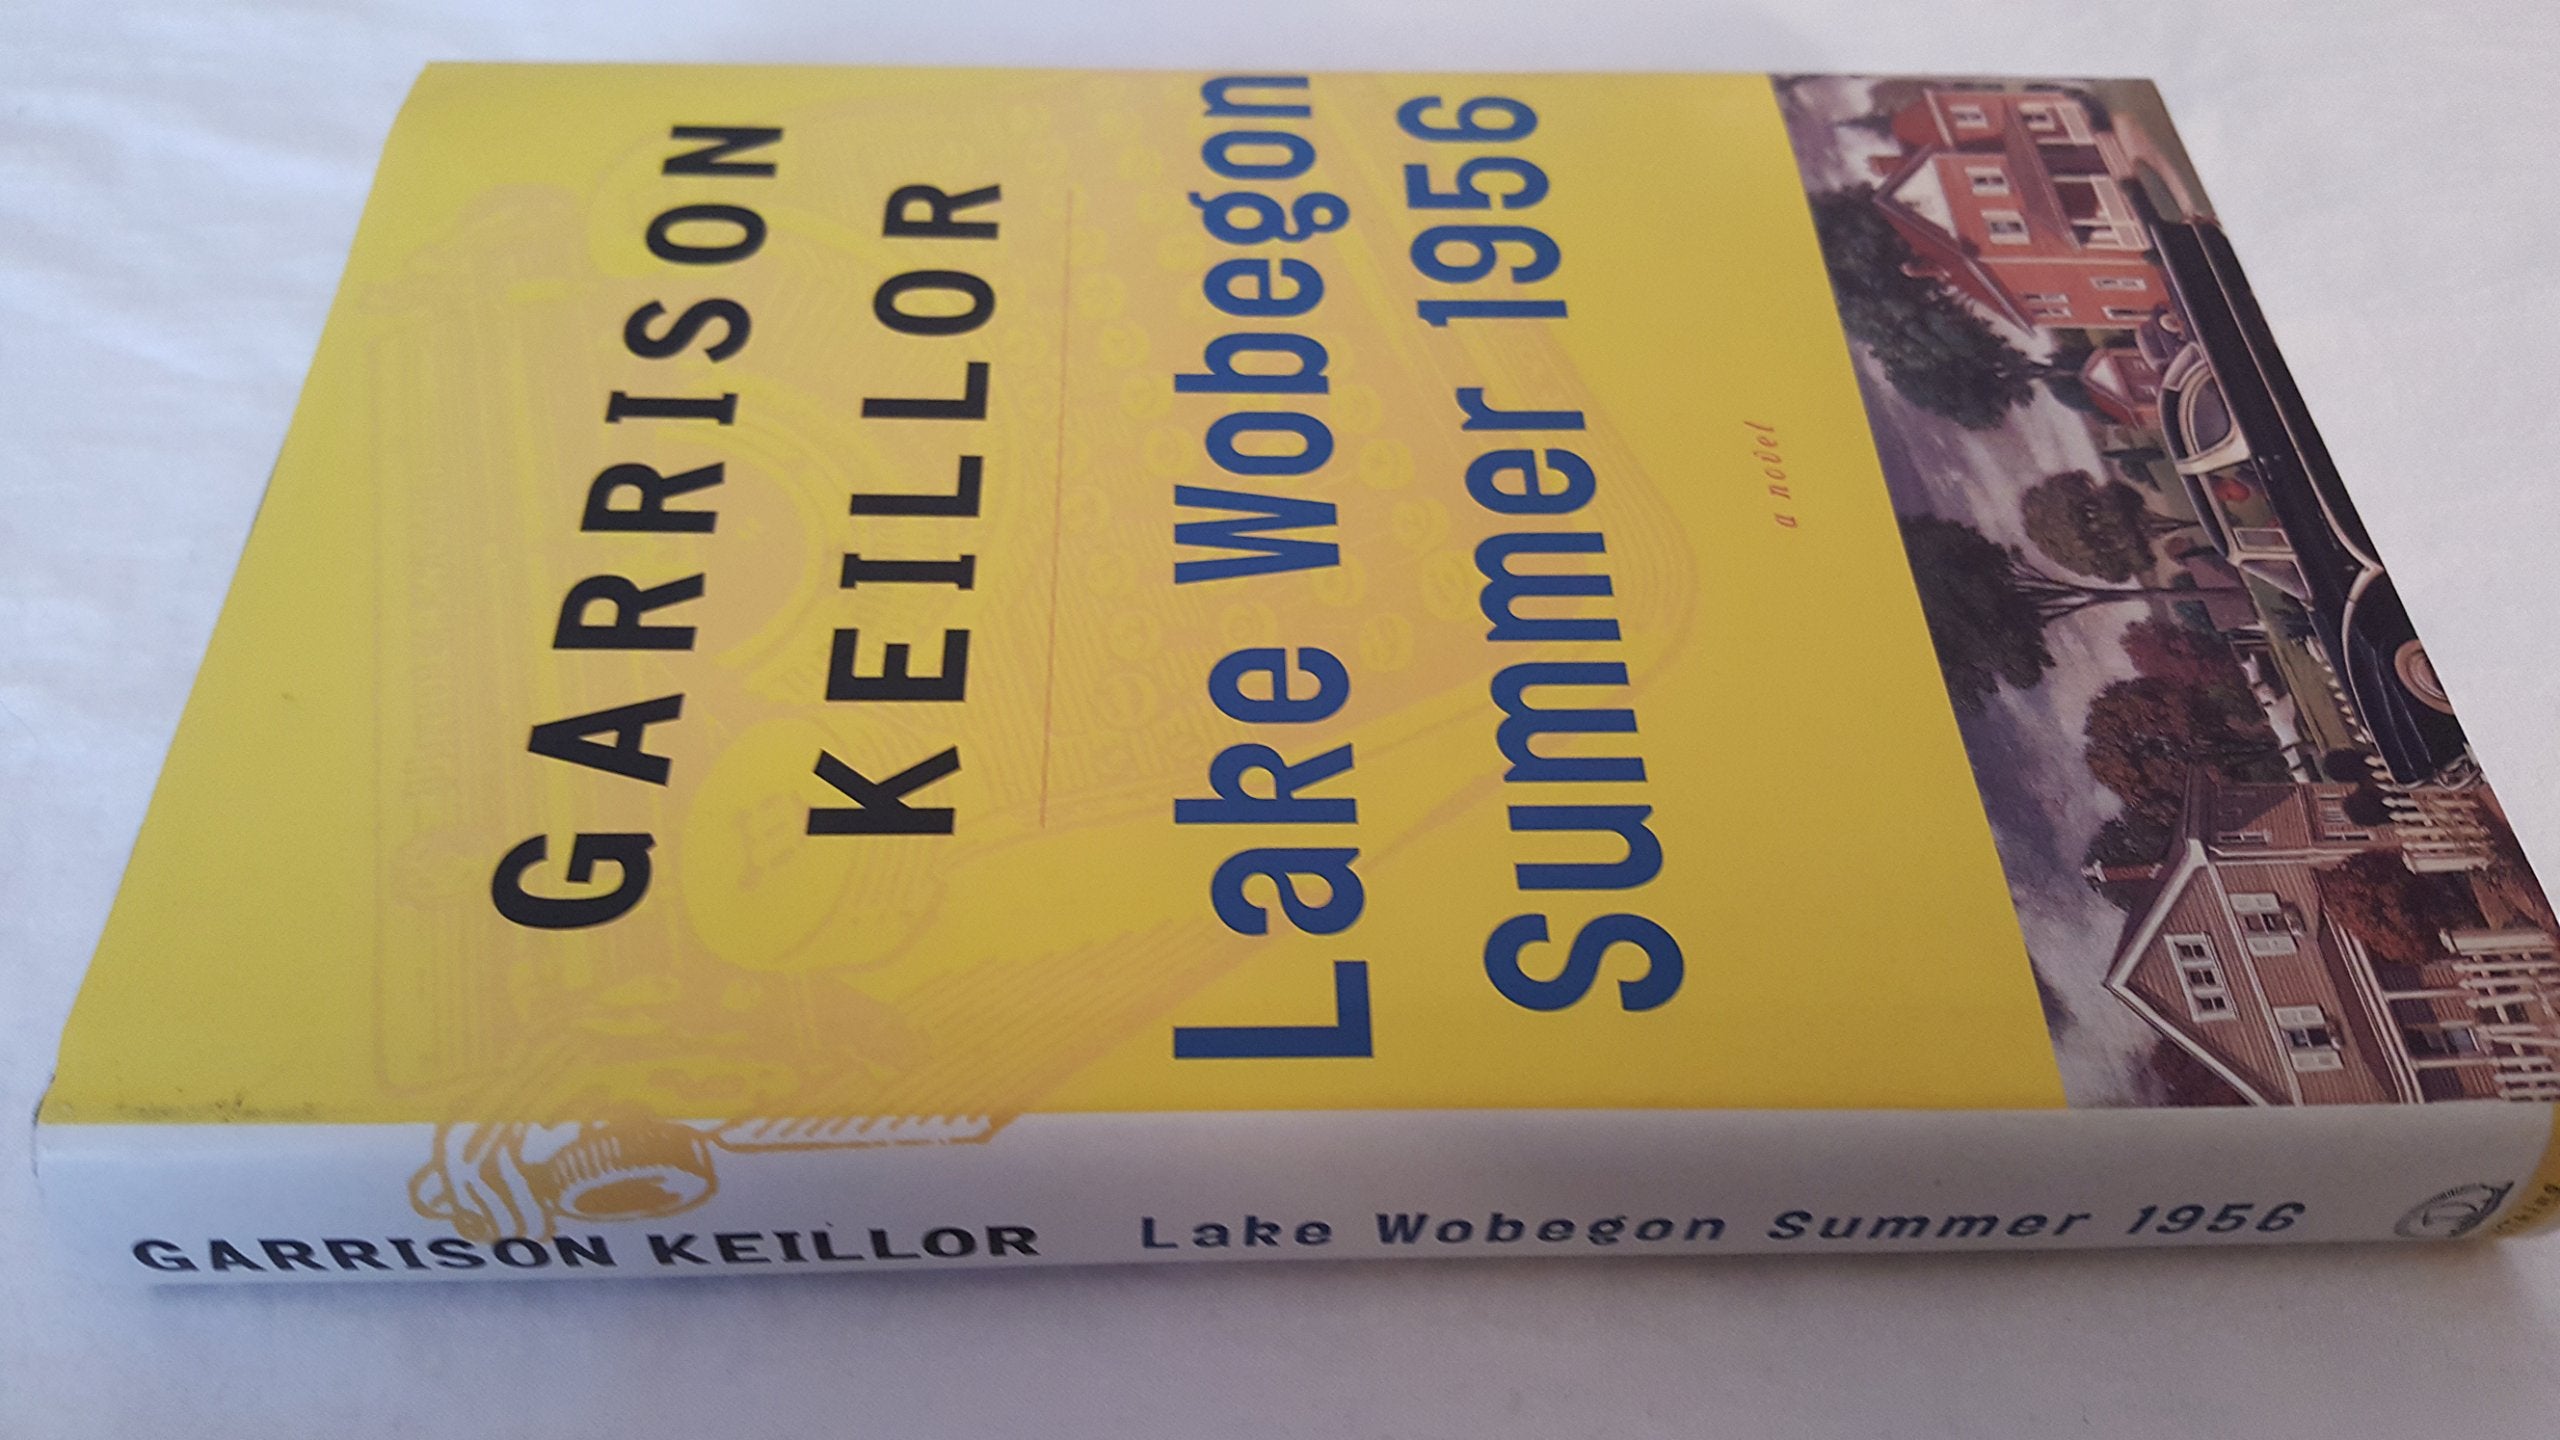 GARRISON
KEILLOR
Lake Wobegon
Summer 1956
a novel
GARRISON KEILLOR Lake Wobegon Summer 1956